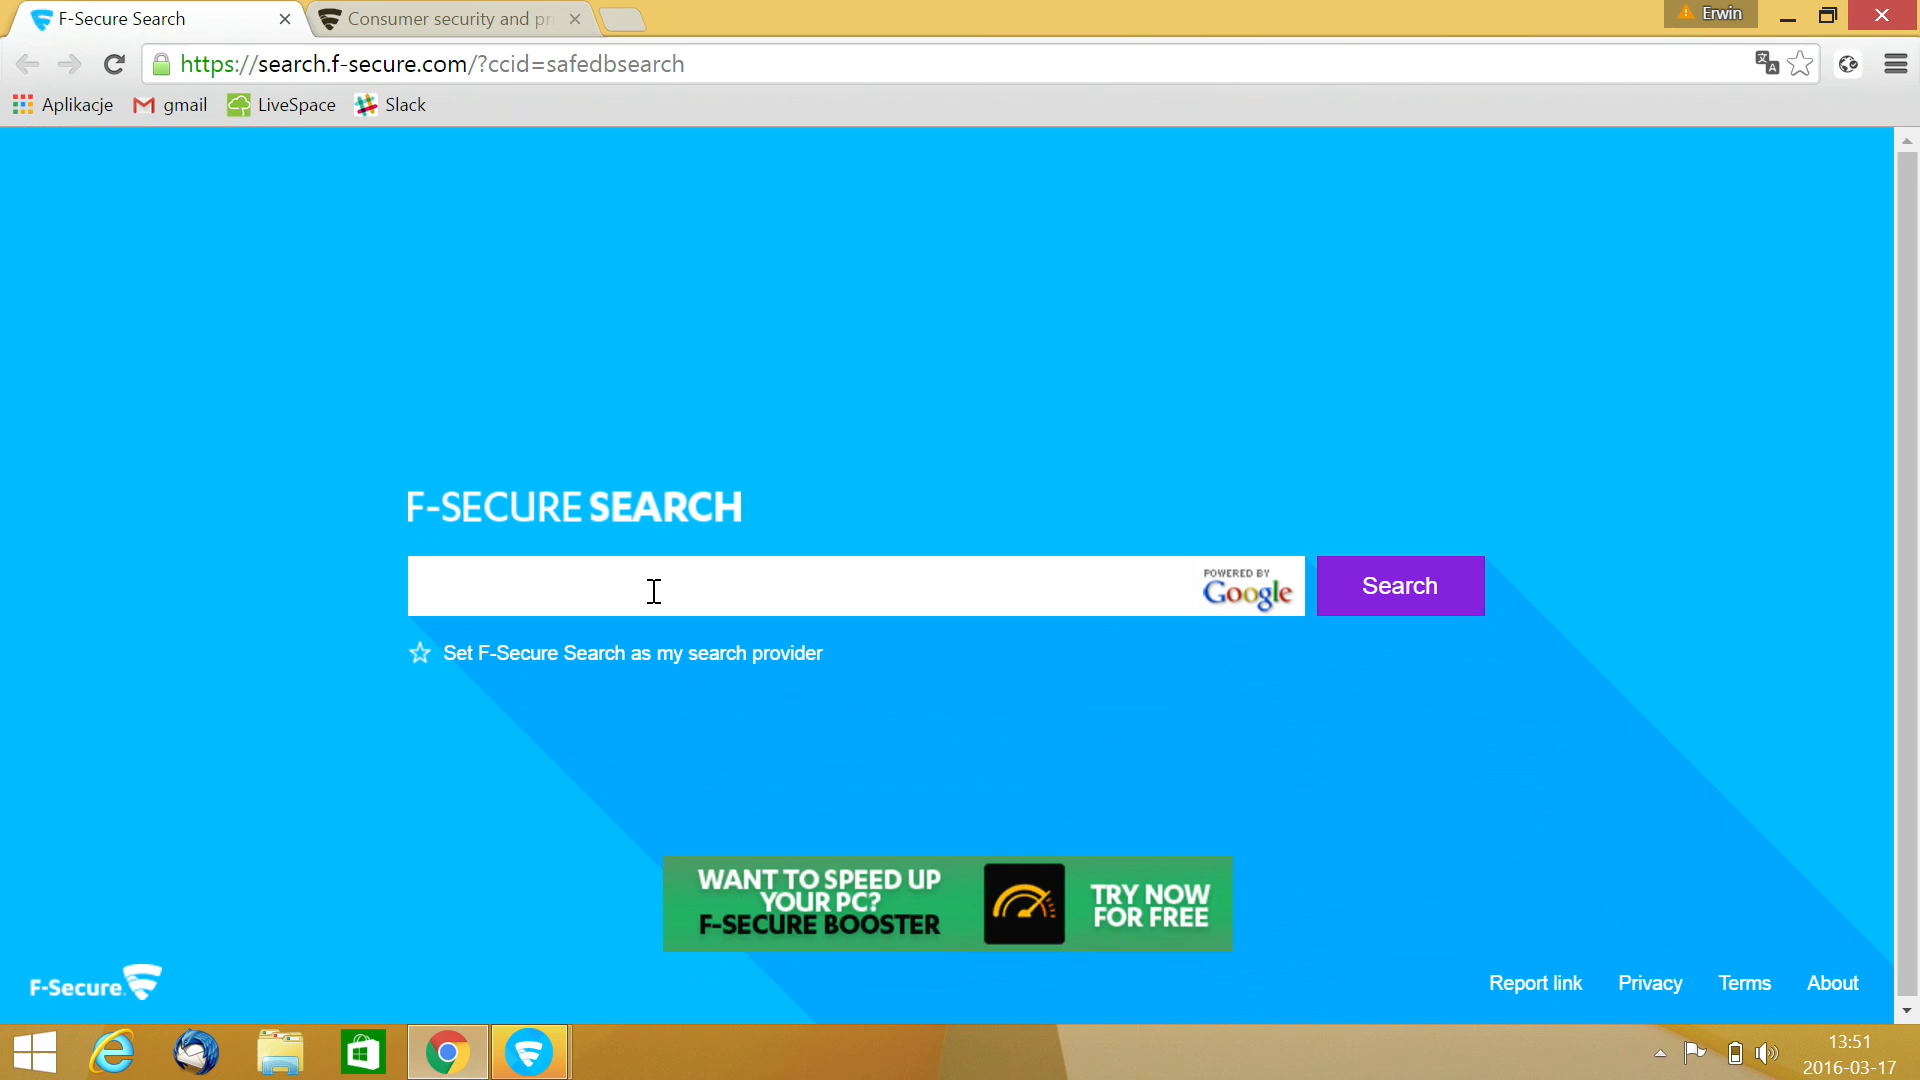 F-Secure Search
Consumer security and pr
Erwin
https://search.f-secure.com/?ccid=safedbsearch
Aplikacje
gmail
LiveSpace
Slack
F-SECURE SEARCH
POWERED BY
Google
Search
Set F-Secure Search as my search provider
WANT TO SPEED UP
YOUR PC?
F-SECURE BOOSTER
TRY NOW
FOR FREE
F-Secure.
Report link
Privacy
Terms
About
13:51
2016-03-17